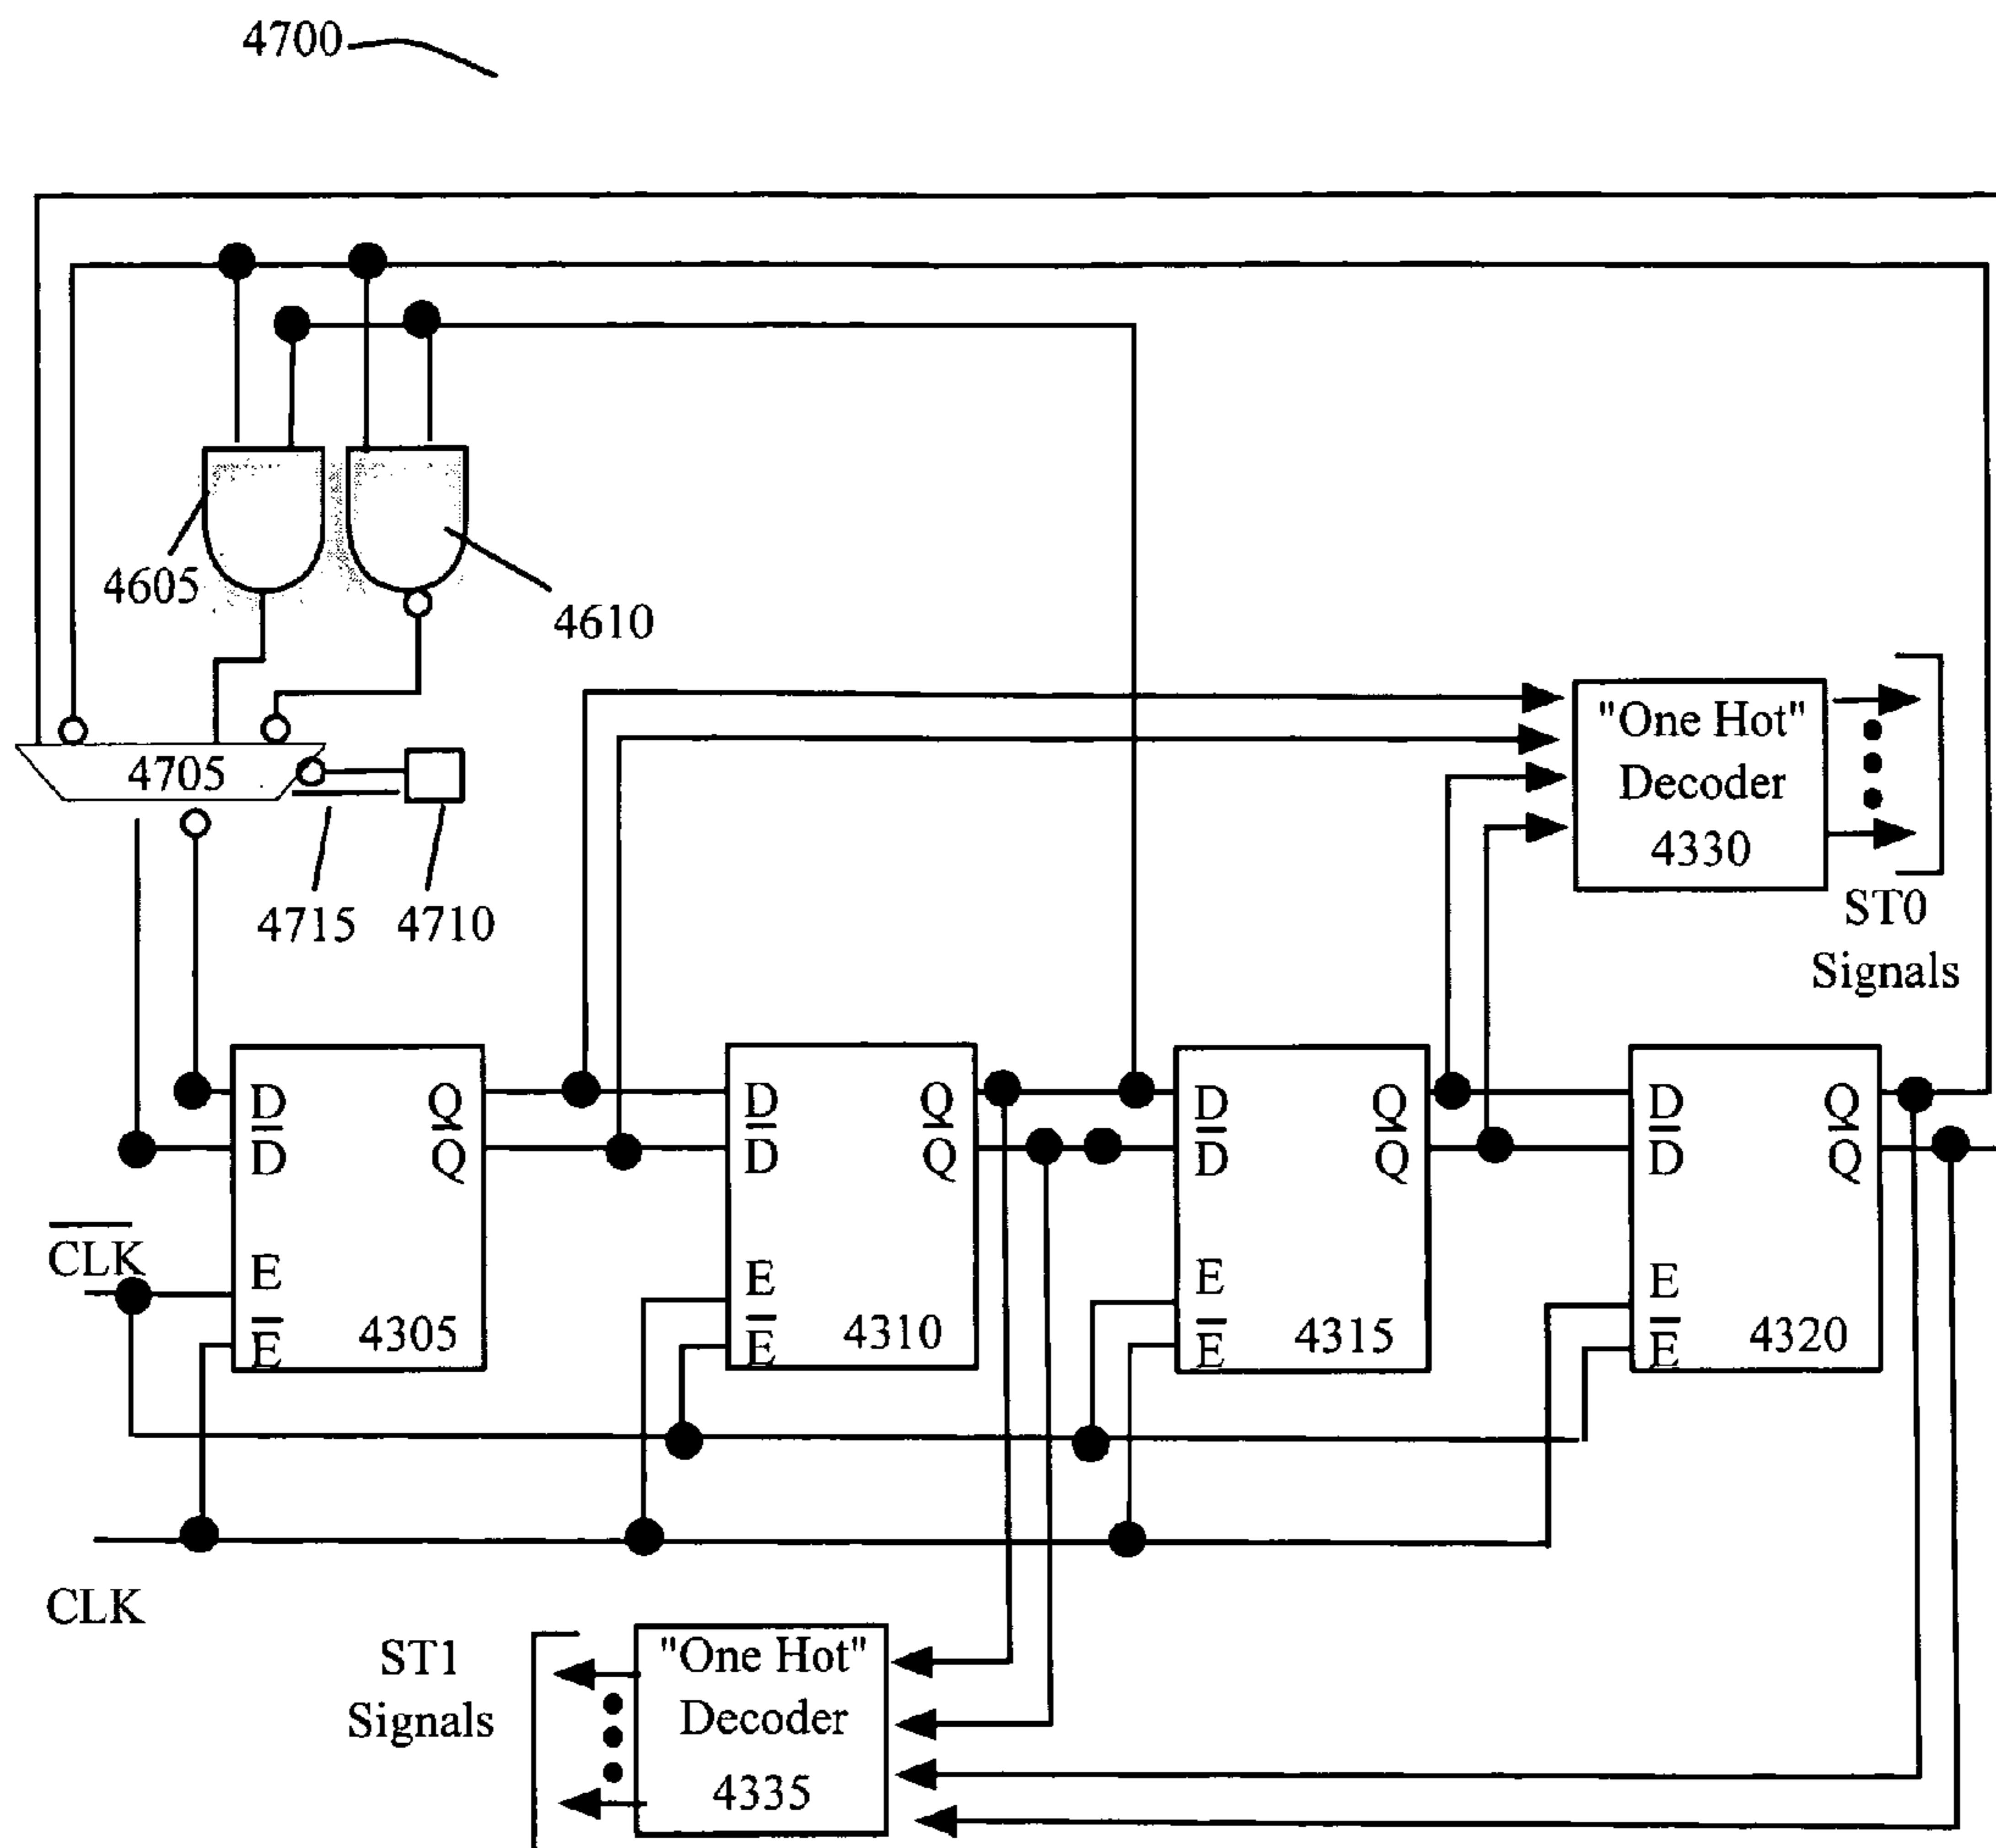 4700
4605
4610
4705
4715
4710
"One Hot"
Decoder
4330
ST0
Signals
D
D̅
Q
Q̅
E
E̅
4305
D
D̅
Q
Q̅
E
E̅
4310
D
D̅
Q
Q̅
E
E̅
4315
D
D̅
Q
Q̅
E
E̅
4320
C̅L̅K̅
CLK
ST1
Signals
"One Hot"
Decoder
4335